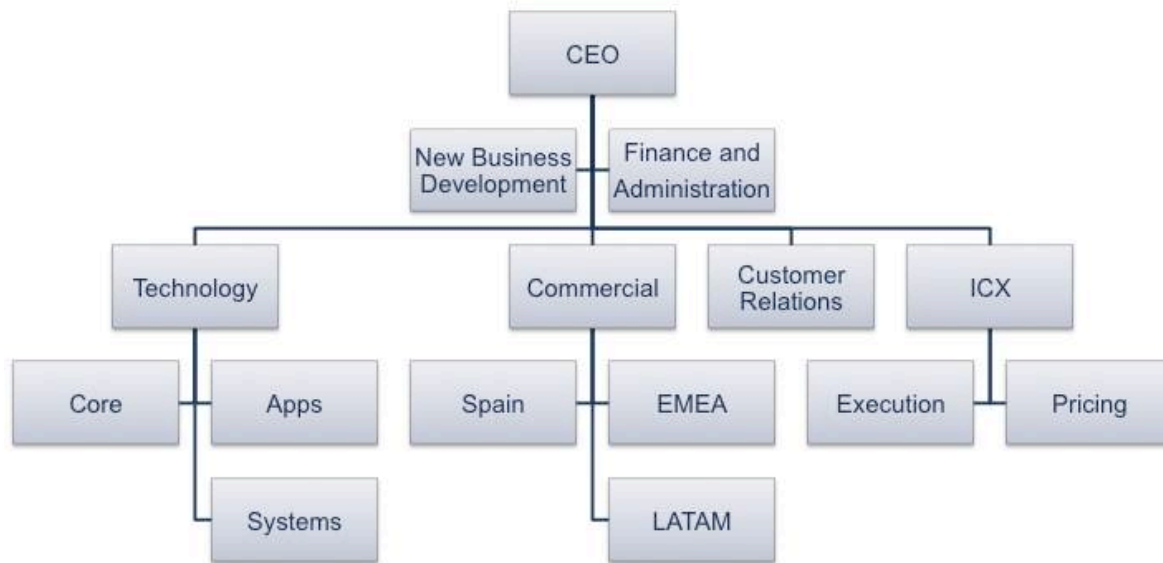 CEO
New Business
Development
Finance and
Administration
Technology
Commercial
Customer
Relations
ICX
Core
Apps
Spain
EMEA
Execution
Pricing
Systems
LATAM